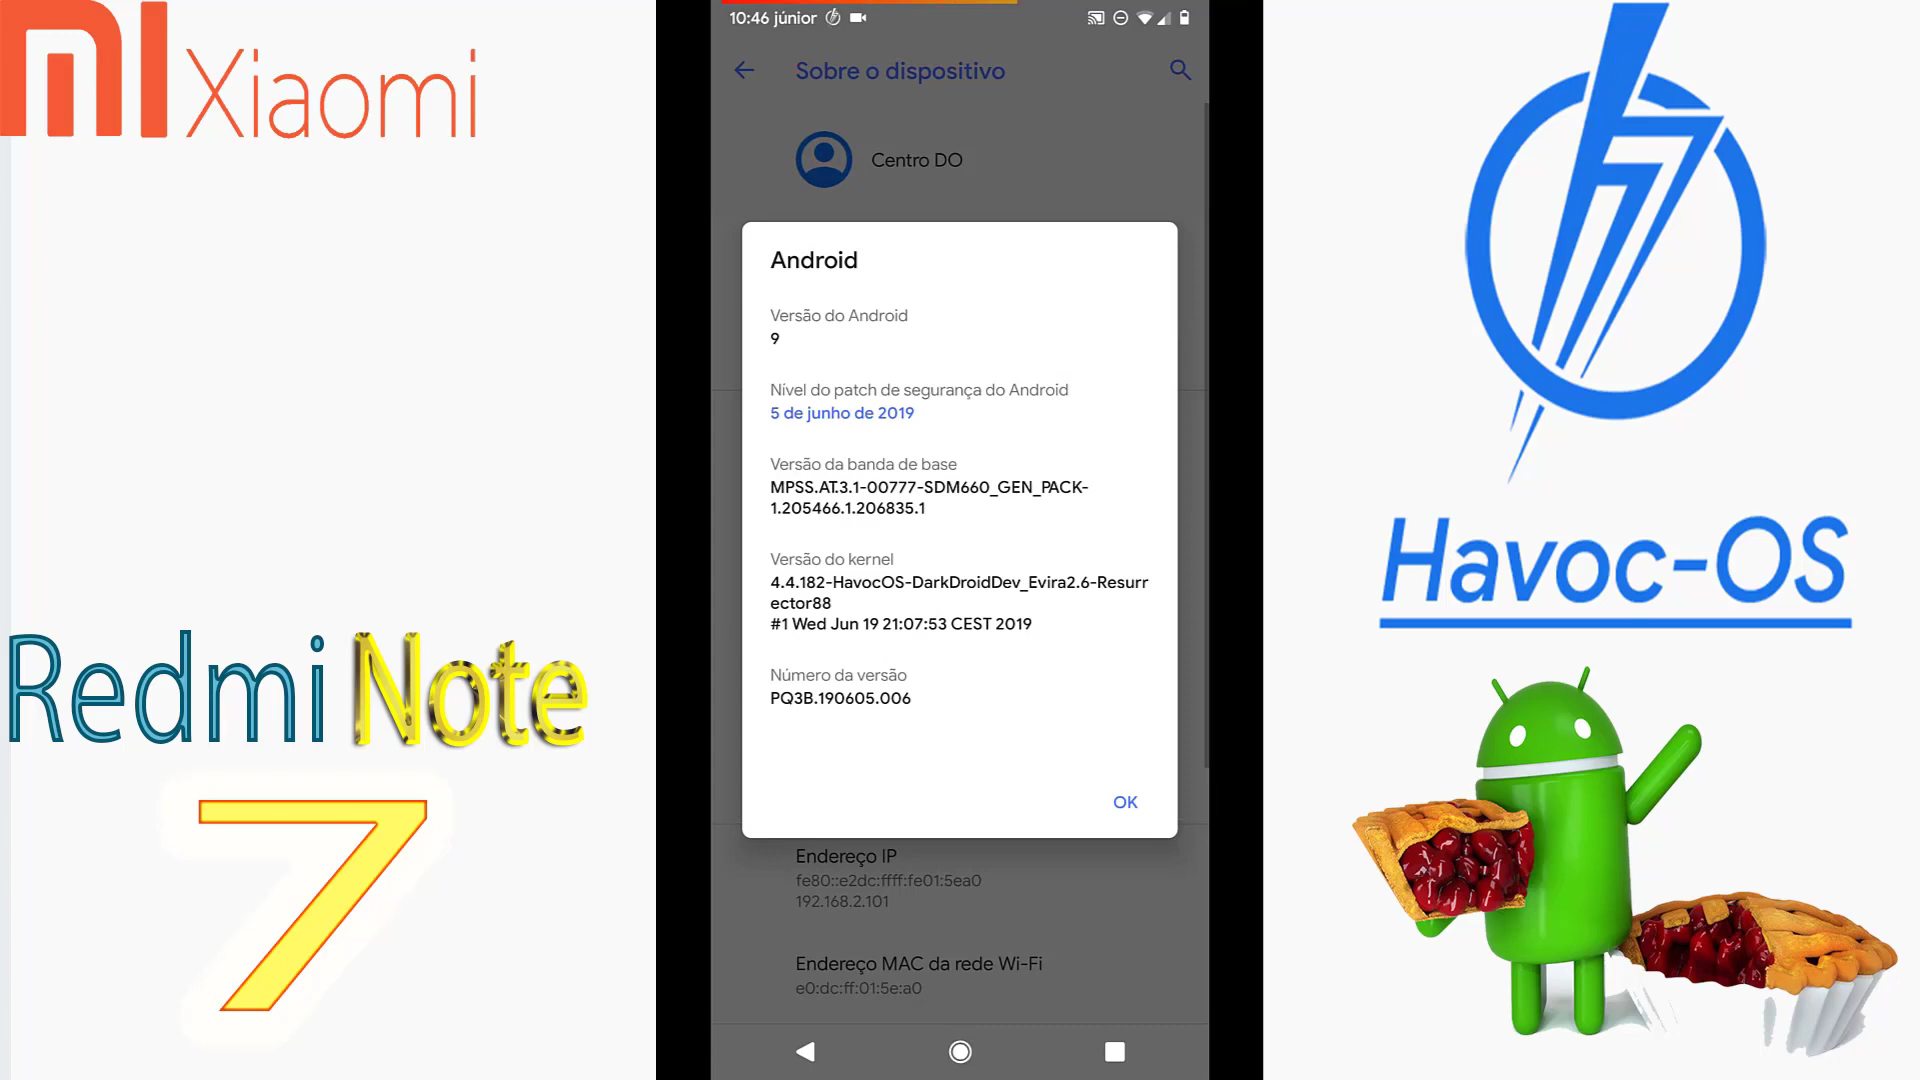 MI Xiaomi
Redmi Note
7
10:46 júnior
Sobre o dispositivo
Centro DO
Android
Versão do Android
9
Nível do patch de segurança do Android
5 de junho de 2019
Versão da banda de base
MPSS.AT.3.1-00777-SDM660_GEN_PACK-
1.205466.1.206835.1
Versão do kernel
4.4.182-HavocOS-DarkDroidDev_Evira2.6-Resurr
ector88
#1 Wed Jun 19 21:07:53 CEST 2019
Número da versão
PQ3B.190605.006
OK
Endereço IP
fe80::e2dc:ffff:fe01:5ea0
192.168.2.101
Endereço MAC da rede Wi-Fi
e0:dc:ff:01:5e:a0
Havoc-OS